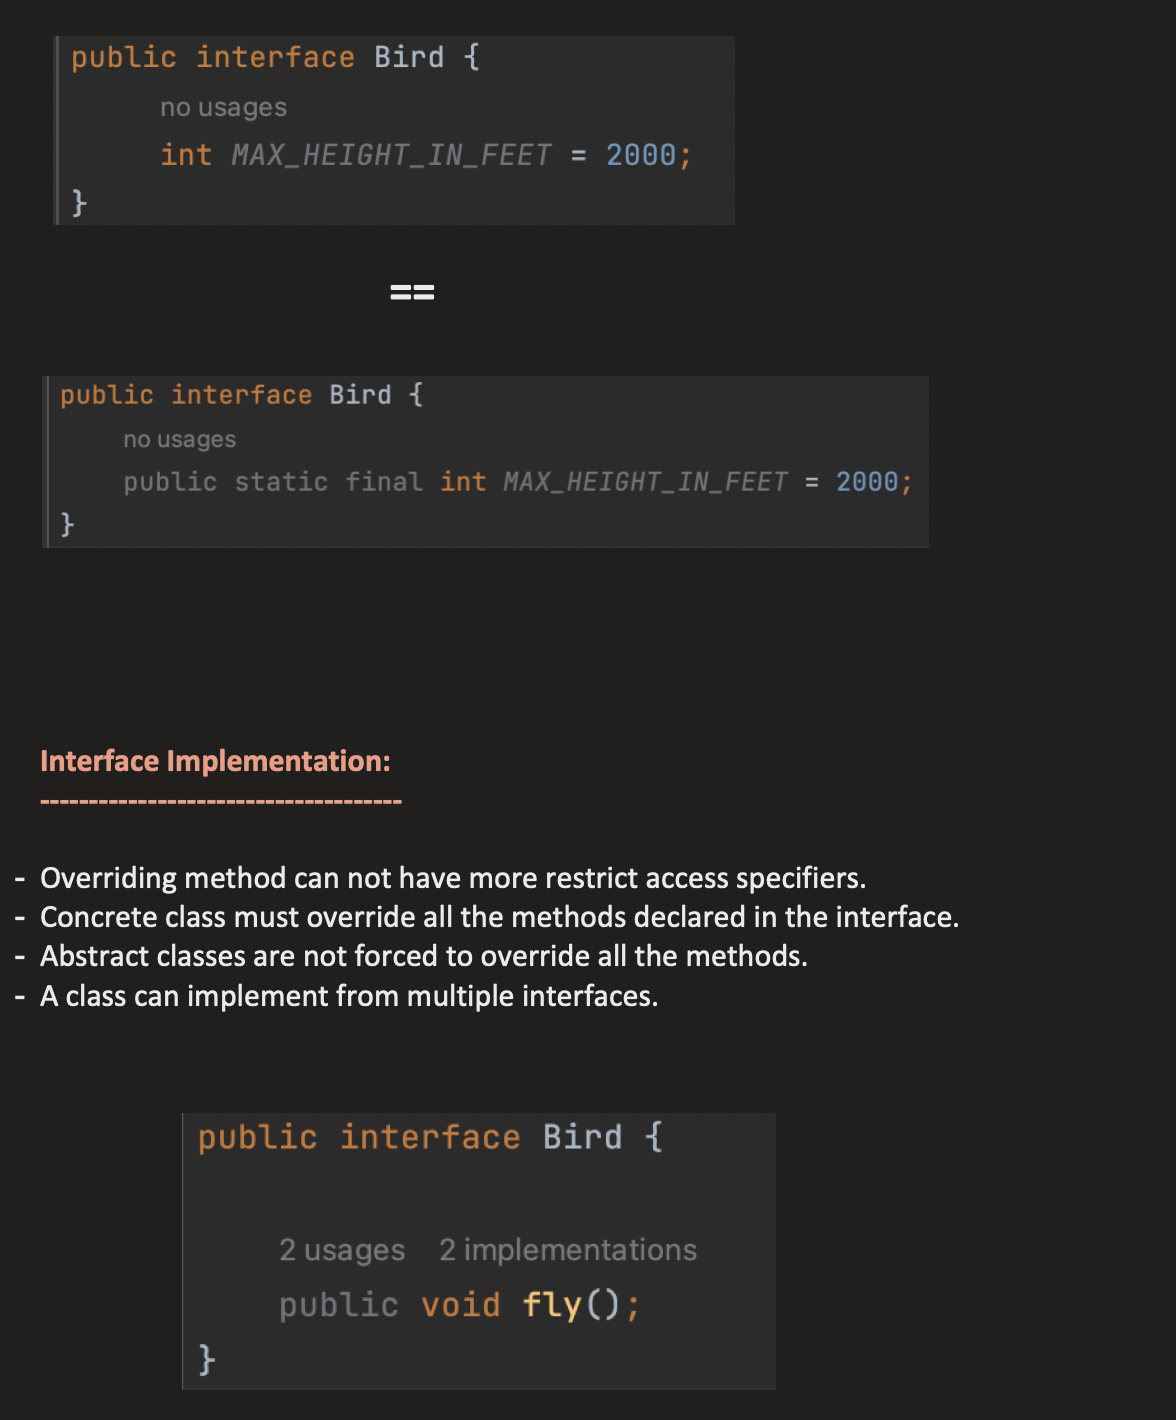 public interface Bird {
no usages
int MAX_HEIGHT_IN_FEET = 2000;
}
==
public interface Bird {
no usages
public static final int MAX_HEIGHT_IN_FEET = 2000;
}
Interface Implementation:
-------------------------------------
- Overriding method can not have more restrict access specifiers.
- Concrete class must override all the methods declared in the interface.
- Abstract classes are not forced to override all the methods.
- A class can implement from multiple interfaces.
public interface Bird {
2 usages 2 implementations
public void fly();
}